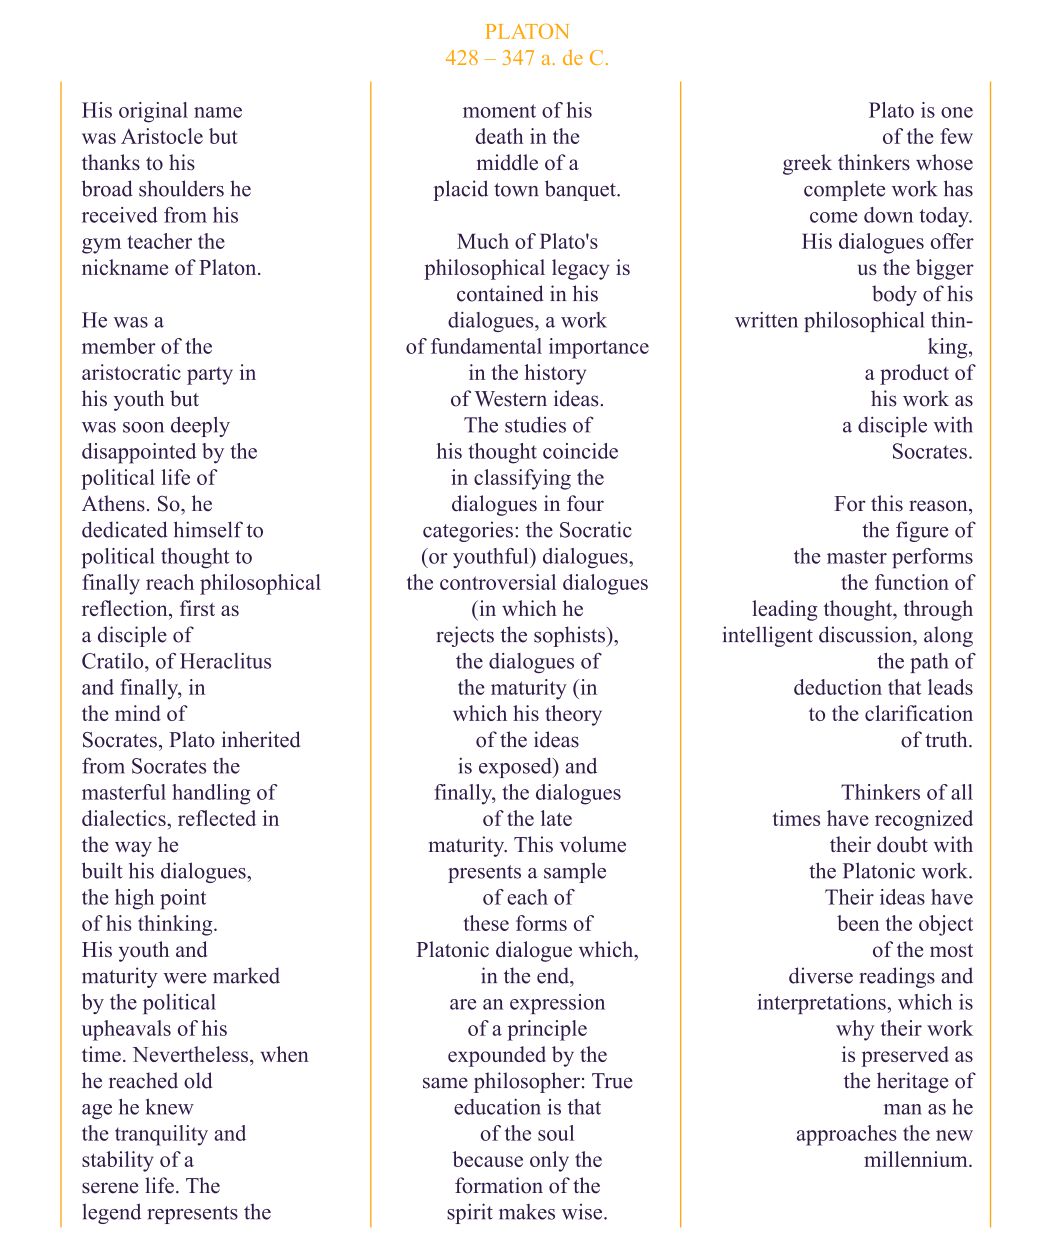 PLATON
428 – 347 a. de C.
His original name
was Aristocle but
thanks to his
broad shoulders he
received from his
gym teacher the
nickname of Platon.
He was a
member of the
aristocratic party in
his youth but
was soon deeply
disappointed by the
political life of
Athens. So, he
dedicated himself to
political thought to
finally reach philosophical
reflection, first as
a disciple of
Cratilo, of Heraclitus
and finally, in
the mind of
Socrates, Plato inherited
from Socrates the
masterful handling of
dialectics, reflected in
the way he
built his dialogues,
the high point
of his thinking.
His youth and
maturity were marked
by the political
upheavals of his
time. Nevertheless, when
he reached old
age he knew
the tranquility and
stability of a
serene life. The
legend represents the
moment of his
death in the
middle of a
placid town banquet.
Much of Plato's
philosophical legacy is
contained in his
dialogues, a work
of fundamental importance
in the history
of Western ideas.
The studies of
his thought coincide
in classifying the
dialogues in four
categories: the Socratic
(or youthful) dialogues,
the controversial dialogues
(in which he
rejects the sophists),
the dialogues of
the maturity (in
which his theory
of the ideas
is exposed) and
finally, the dialogues
of the late
maturity. This volume
presents a sample
of each of
these forms of
Platonic dialogue which,
in the end,
are an expression
of a principle
expounded by the
same philosopher: True
education is that
of the soul
because only the
formation of the
spirit makes wise.
Plato is one
of the few
greek thinkers whose
complete work has
come down today.
His dialogues offer
us the bigger
body of his
written philosophical thin-
king,
a product of
his work as
a disciple with
Socrates.
For this reason,
the figure of
the master performs
the function of
leading thought, through
intelligent discussion, along
the path of
deduction that leads
to the clarification
of truth.
Thinkers of all
times have recognized
their doubt with
the Platonic work.
Their ideas have
been the object
of the most
diverse readings and
interpretations, which is
why their work
is preserved as
the heritage of
man as he
approaches the new
millennium.